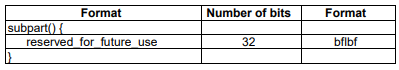 Format Number of bits Format
subpart() {
reserved_for_future_use 32 bflbf
}